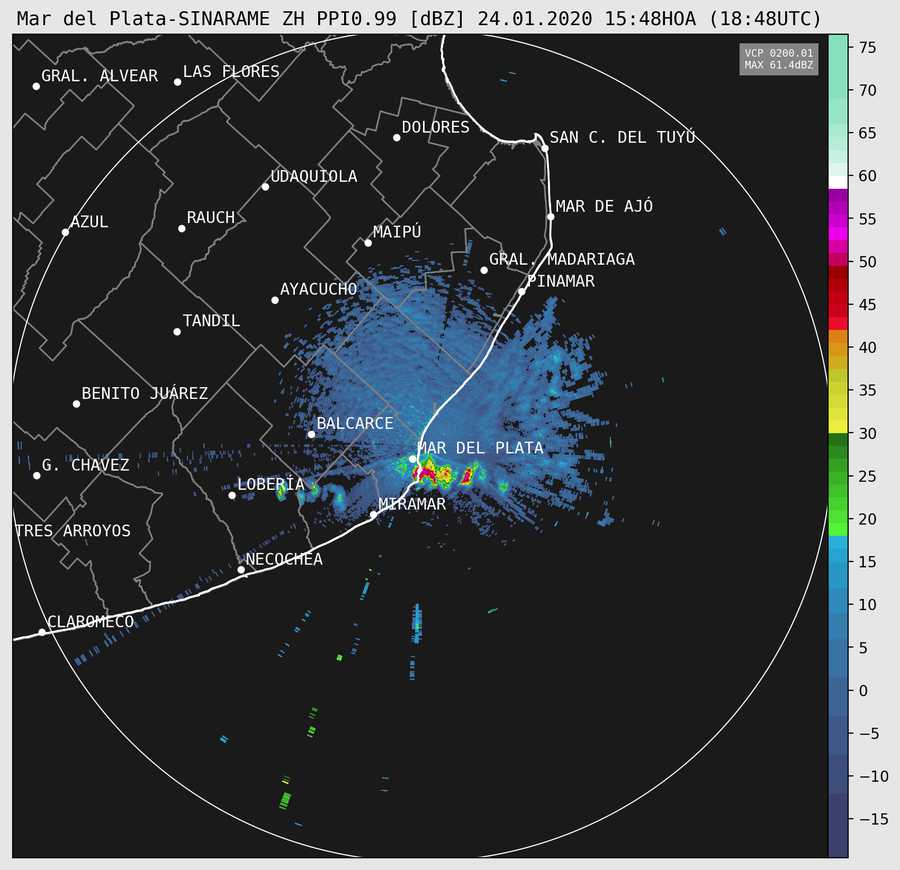 Mar del Plata-SINARAME ZH PPI0.99 [dBZ] 24.01.2020 15:48HOA (18:48UTC)
VCP 0200.01
MAX 61.4dBZ
GRAL. ALVEAR
LAS FLORES
DOLORES
SAN C. DEL TUYÚ
UDAQUIOLA
MAR DE AJÓ
AZUL
RAUCH
MAIPÚ
GRAL. MADARIAGA
PINAMAR
AYACUCHO
TANDIL
BENITO JUÁREZ
BALCARCE
MAR DEL PLATA
G. CHAVEZ
LOBERÍA
MIRAMAR
TRES ARROYOS
NECOCHEA
CLAROMECO
75
70
65
60
55
50
45
40
35
30
25
20
15
10
5
0
−5
−10
−15